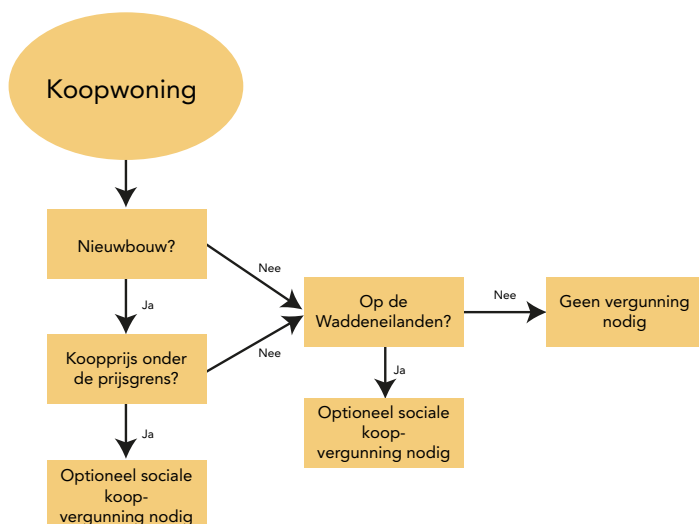 Koopwoning
Nieuwbouw?
Nee
Ja
Koopprijs onder
de prijsgrens?
Nee
Ja
Optioneel sociale
koop-
vergunning nodig
Op de
Waddeneilanden?
Nee
Ja
Optioneel sociale
koop-
vergunning nodig
Geen vergunning
nodig